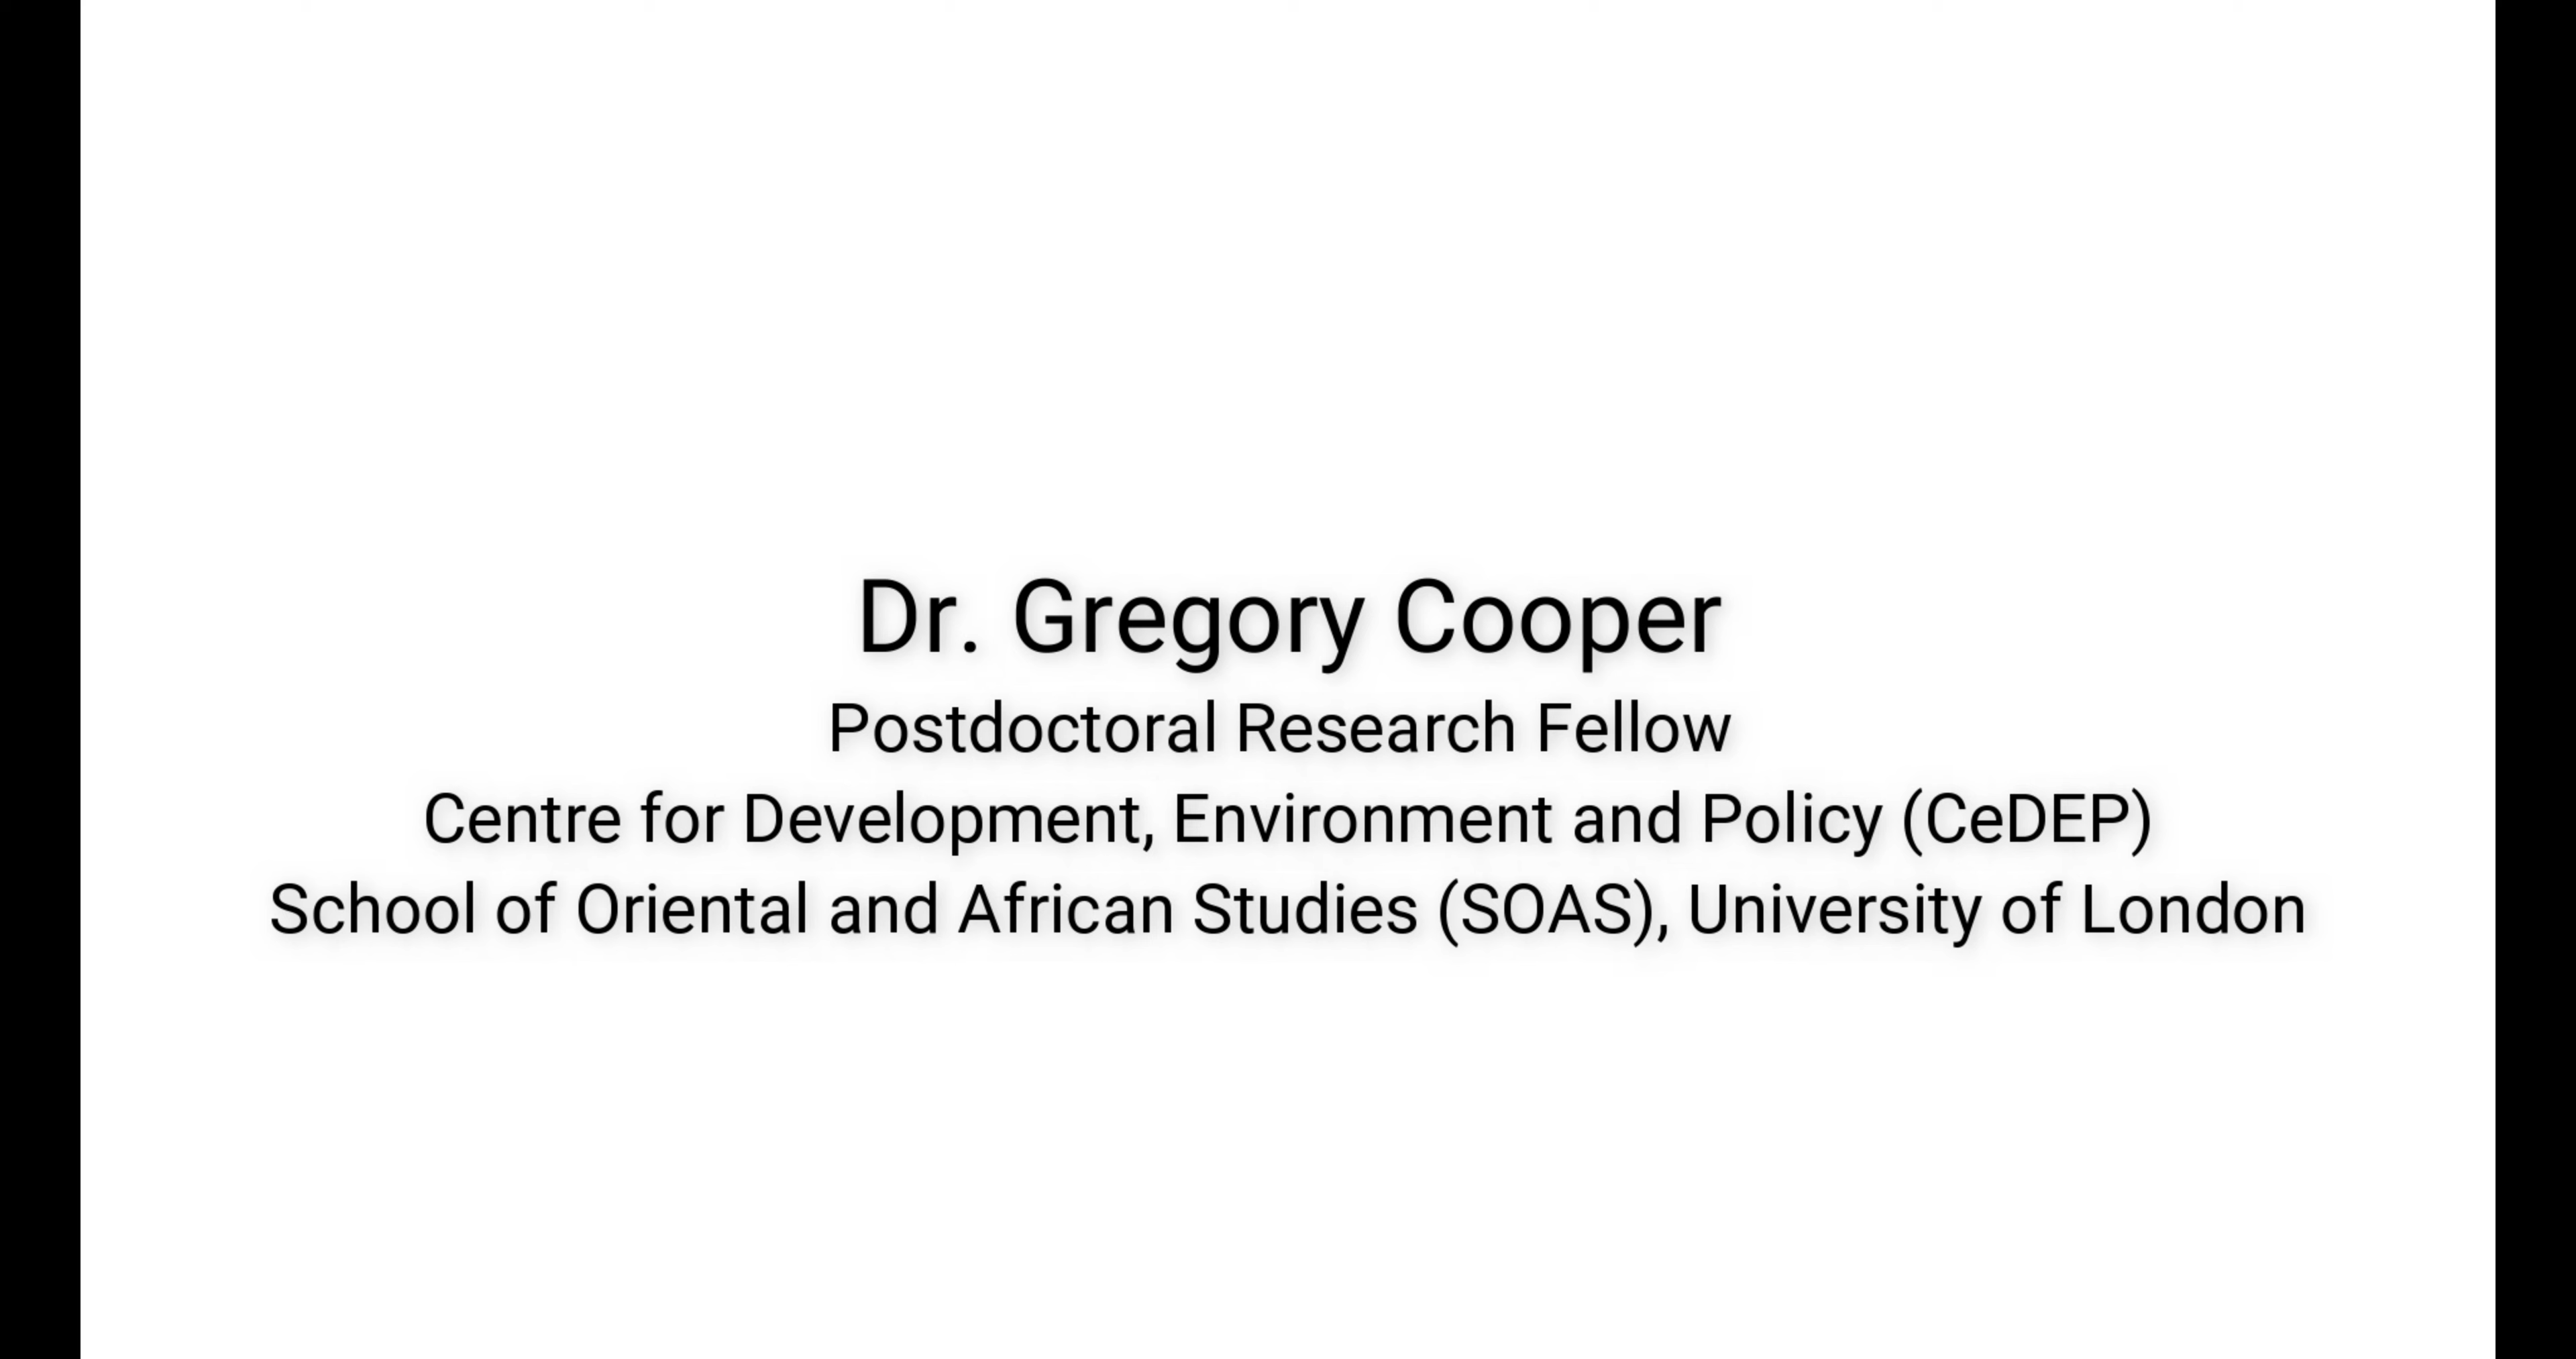 Dr. Gregory Cooper
Postdoctoral Research Fellow
Centre for Development, Environment and Policy (CeDEP)
School of Oriental and African Studies (SOAS), University of London